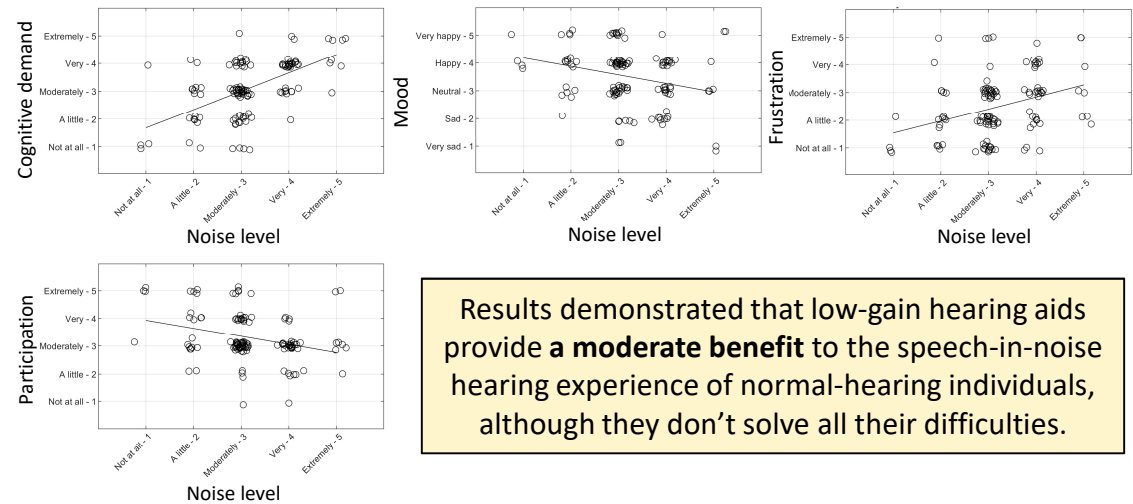 Cognitive demand
Extremely - 5
Very - 4
Moderately - 3
A little - 2
Not at all - 1
Not at all - 1
A little - 2
Moderately - 3
Very - 4
Extremely - 5
Noise level
Mood
Very happy - 5
Happy - 4
Neutral - 3
Sad - 2
Very sad - 1
Not at all - 1
A little - 2
Moderately - 3
Very - 4
Extremely - 5
Noise level
Frustration
Extremely - 5
Very - 4
Moderately - 3
A little - 2
Not at all - 1
Not at all - 1
A little - 2
Moderately - 3
Very - 4
Extremely - 5
Noise level
Participation
Extremely - 5
Very - 4
Moderately - 3
A little - 2
Not at all - 1
Not at all - 1
A little - 2
Moderately - 3
Very - 4
Extremely - 5
Noise level
Results demonstrated that low-gain hearing aids
provide a moderate benefit to the speech-in-noise
hearing experience of normal-hearing individuals,
although they don't solve all their difficulties.